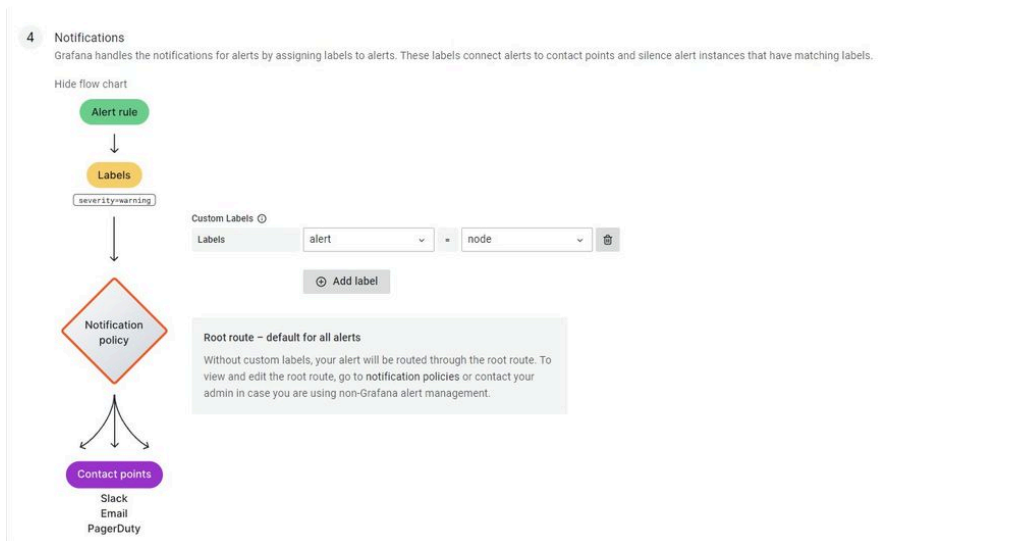 4 Notifications
Grafana handles the notifications for alerts by assigning labels to alerts. These labels connect alerts to contact points and silence alert instances that have matching labels.
Hide flow chart
Alert rule
Labels
severity=warning
Custom Labels
Labels alert = node
Add label
Notification
policy
Root route – default for all alerts
Without custom labels, your alert will be routed through the root route. To
view and edit the root route, go to notification policies or contact your
admin in case you are using non-Grafana alert management.
Contact points
Slack
Email
PagerDuty